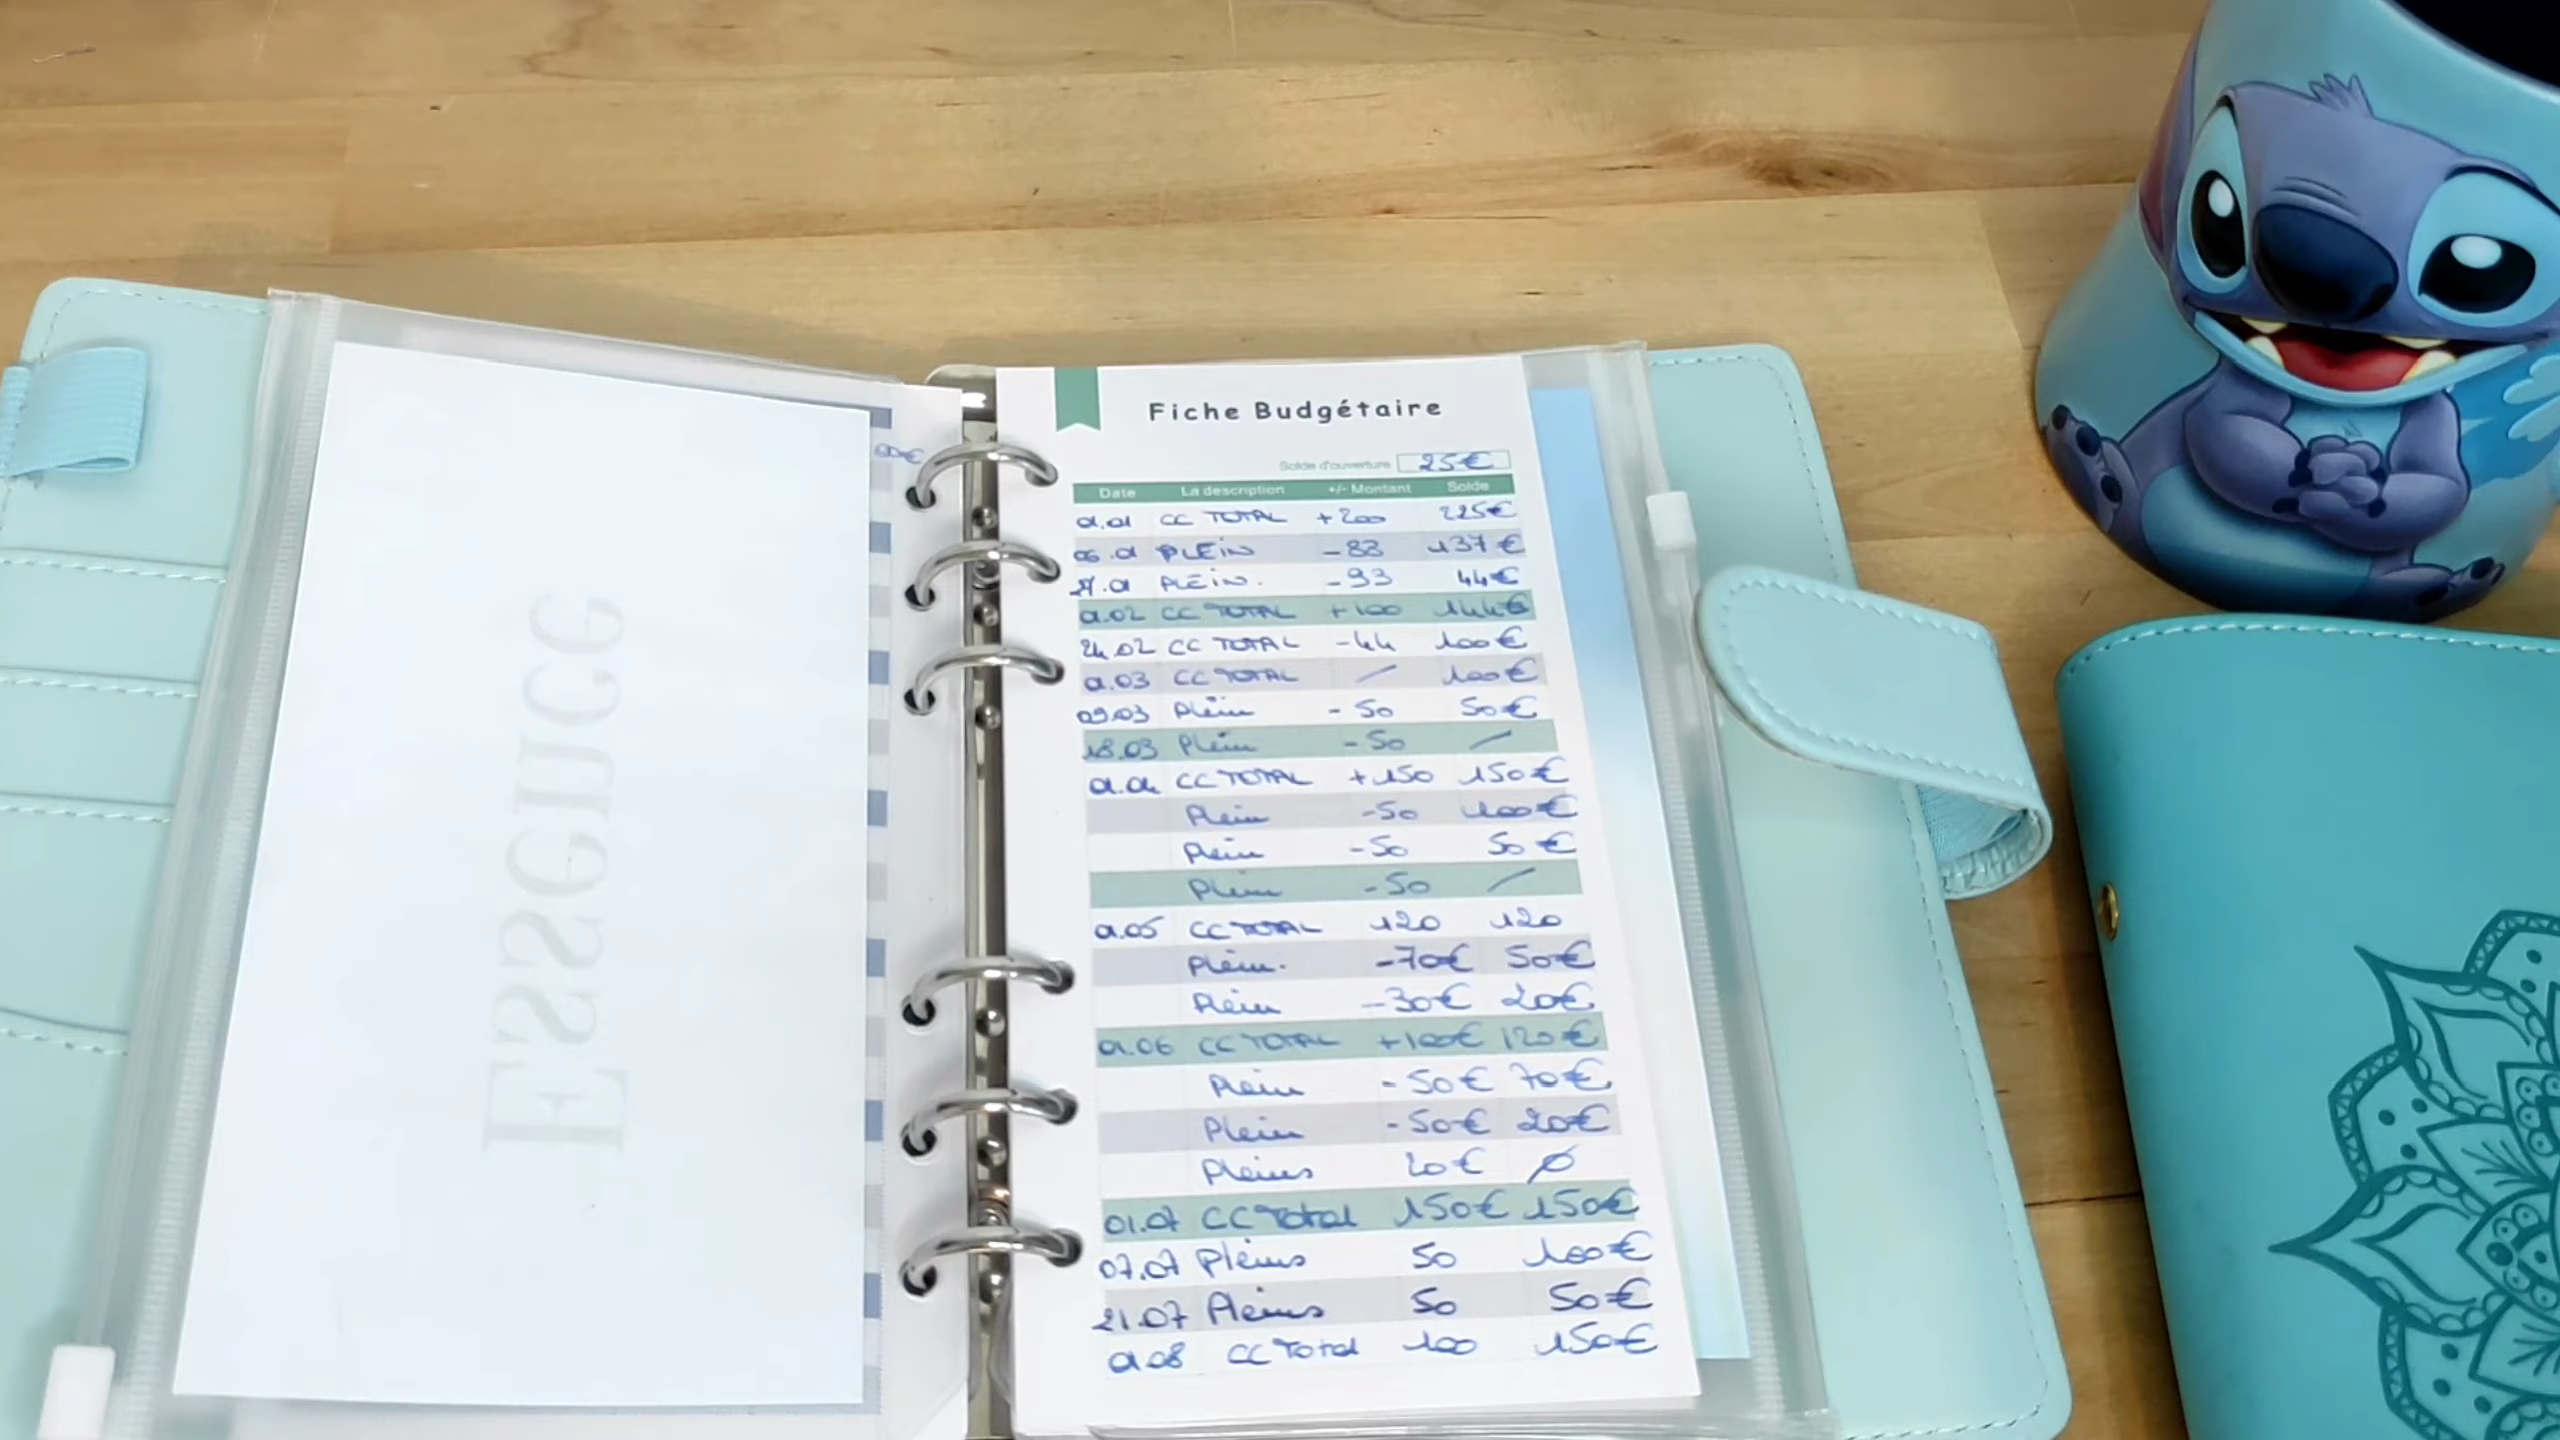 Essence
Fiche Budgétaire
Solde d'ouverture 25€
Date La description +/- Montant Solde
01.01 CC TOTAL +200 225€
06.01 PLEIN -88 137€
27.01 PLEIN. -93 44€
01.02 CC TOTAL +100 144€
24.02 CC TOTAL -44 100€
01.03 CC TOTAL / 100€
09.03 Plein -50 50€
18.03 Plein -50 /
01.04 CC TOTAL +150 150€
Plein -50 100€
Plein -50 50€
Plein -50 /
01.05 CC TOTAL 120 120
Plein. -70€ 50€
Plein -30€ 20€
01.06 CC TOTAL +100€ 120€
Plein -50€ 70€
Plein -50€ 20€
Pleins 20€ Ø
01.07 CC Total 150€ 150€
07.07 Pleins 50 100€
21.07 Pleins 50 50€
01.08 CC Total 100 150€